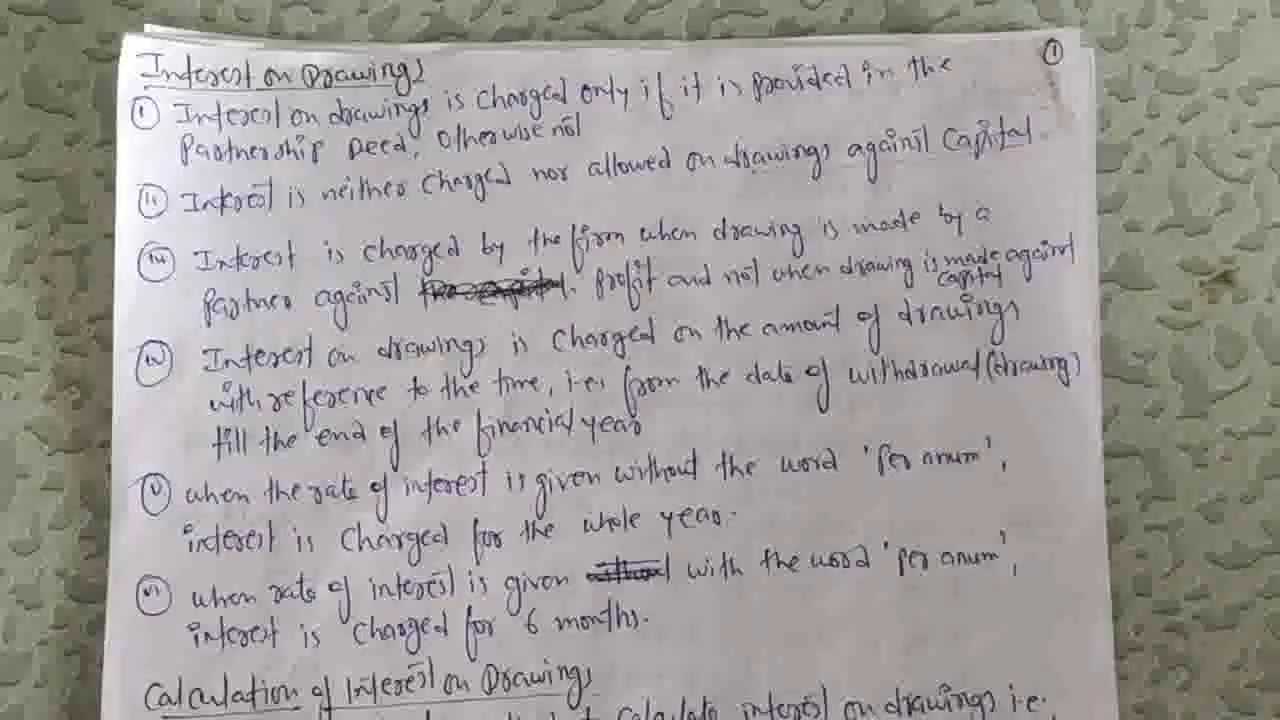 ①
Interest on Drawings
(i) Interest on drawings is charged only if it is provided in the
Partnership Deed, otherwise not
(ii) Interest is neither charged nor allowed on drawings against Capital.
(iii) Interest is charged by the firm when drawing is made by a
Partner against profit and not when drawing is made against
capital
(iv) Interest on drawings is charged on the amount of drawings
with reference to the time, i.e. from the date of withdrawal (drawing)
till the end of the financial year
(v) when the rate of interest is given without the word 'Per anum',
interest is charged for the whole year.
(vi) when rate of interest is given with the word 'per anum',
interest is charged for 6 months.
Calculation of Interest on Drawings
calculate interest on drawings i.e.